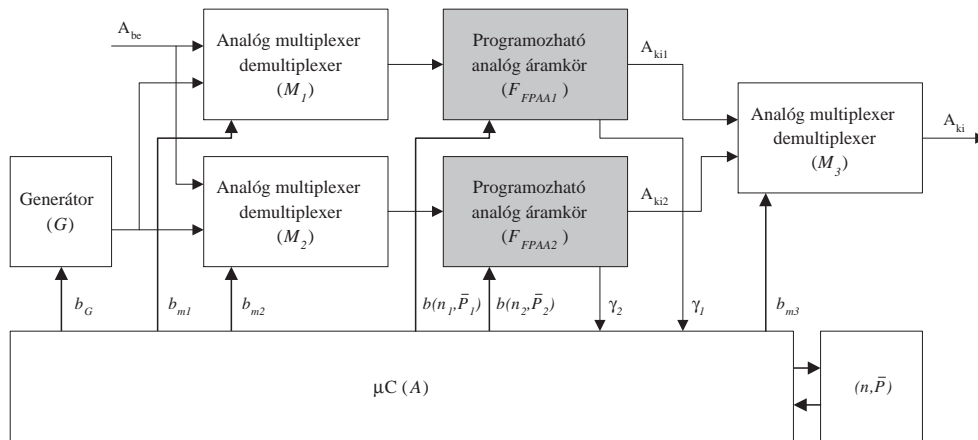 A_be
Analóg multiplexer
demultiplexer
(M_1)
Programozható
analóg áramkör
(F_FPAA1)
A_ki1
Analóg multiplexer
demultiplexer
(M_3)
A_ki
Generátor
(G)
Analóg multiplexer
demultiplexer
(M_2)
Programozható
analóg áramkör
(F_FPAA2)
A_ki2
b_G
b_m1
b_m2
b(n_1,P̄_1)
b(n_2,P̄_2)
γ_2
γ_1
b_m3
μC (A)
(n,P̄)